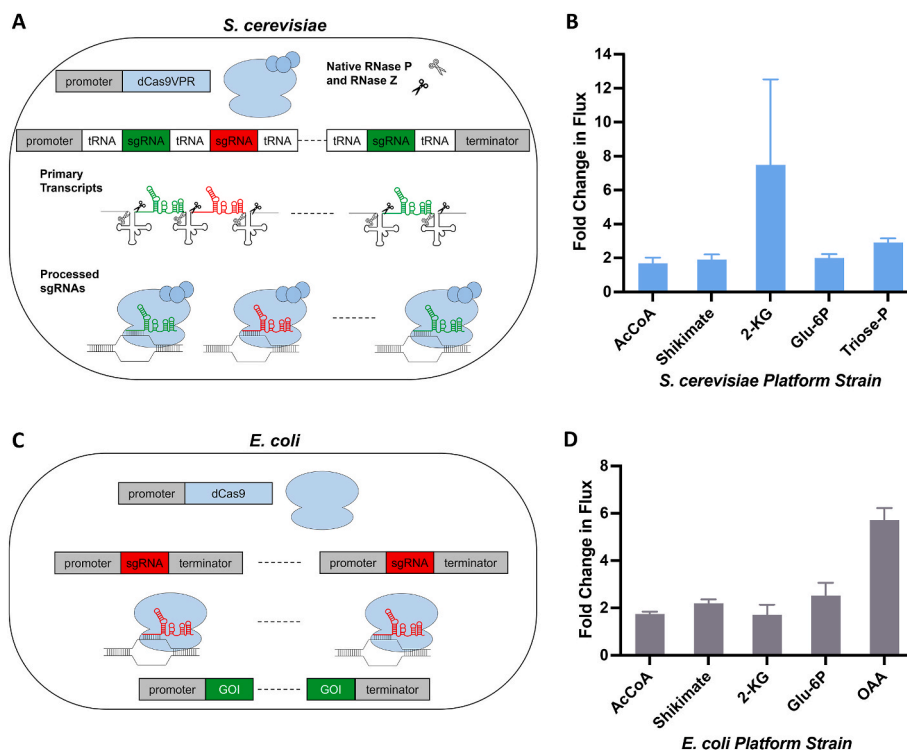 A
S. cerevisiae
promoter dCas9VPR
Native RNase P
and RNase Z
promoter tRNA sgRNA tRNA sgRNA tRNA tRNA sgRNA tRNA terminator
Primary
Transcripts
Processed
sgRNAs
B
Fold Change in Flux
14
12
10
8
6
4
2
0
AcCoA
Shikimate
2-KG
Glu-6P
Triose-P
S. cerevisiae Platform Strain
C
E. coli
promoter dCas9
promoter sgRNA terminator promoter sgRNA terminator
promoter GOI GOI terminator
D
Fold Change in Flux
8
6
4
2
0
AcCoA
Shikimate
2-KG
Glu-6P
OAA
E. coli Platform Strain